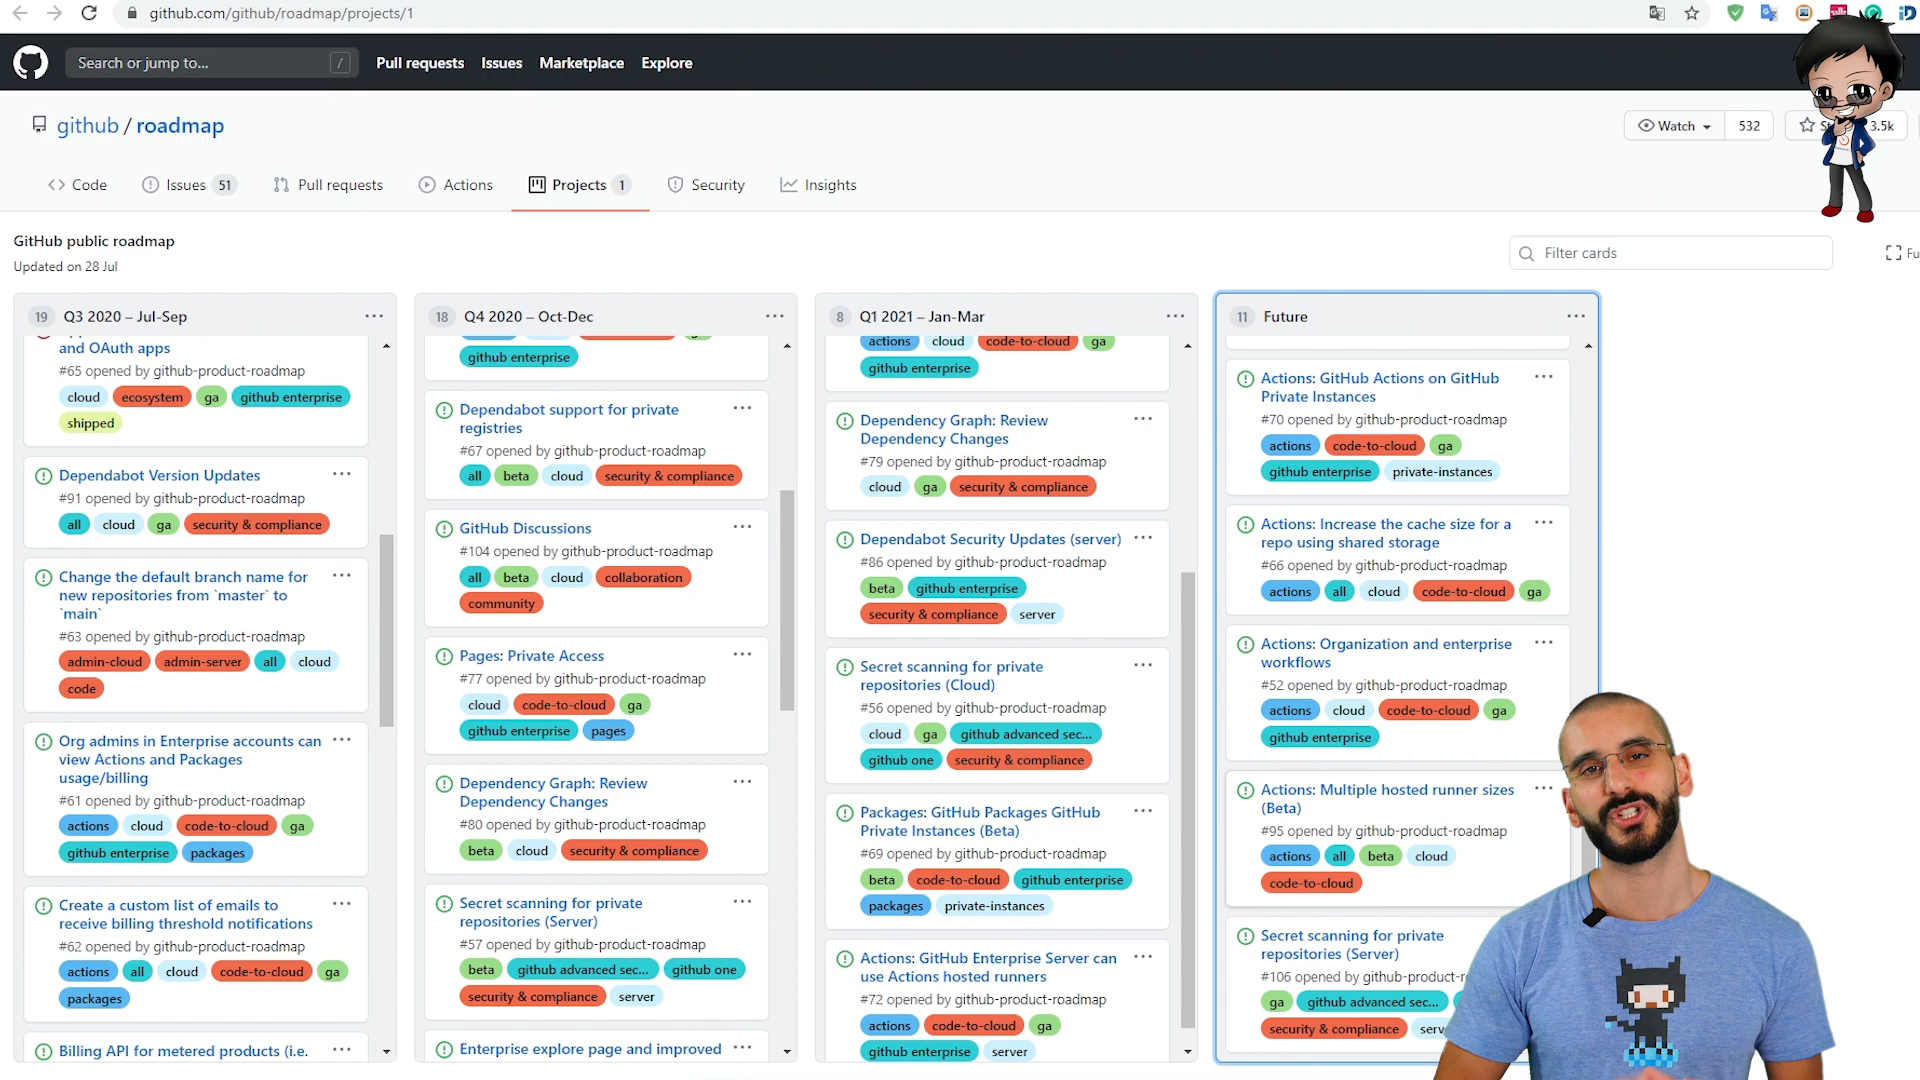 github.com/github/roadmap/projects/1
Search or jump to... /
Pull requests Issues Marketplace Explore
github / roadmap
Watch 532
3.5k
Code
Issues 51
Pull requests
Actions
Projects 1
Security
Insights
GitHub public roadmap
Updated on 28 Jul
Filter cards
19 Q3 2020 – Jul-Sep
and OAuth apps
#65 opened by github-product-roadmap
cloud ecosystem ga github enterprise
shipped
Dependabot Version Updates
#91 opened by github-product-roadmap
all cloud ga security & compliance
Change the default branch name for
new repositories from `master` to
`main`
#63 opened by github-product-roadmap
admin-cloud admin-server all cloud
code
Org admins in Enterprise accounts can
view Actions and Packages
usage/billing
#61 opened by github-product-roadmap
actions cloud code-to-cloud ga
github enterprise packages
Create a custom list of emails to
receive billing threshold notifications
#62 opened by github-product-roadmap
actions all cloud code-to-cloud ga
packages
Billing API for metered products (i.e.
18 Q4 2020 – Oct-Dec
github enterprise
Dependabot support for private
registries
#67 opened by github-product-roadmap
all beta cloud security & compliance
GitHub Discussions
#104 opened by github-product-roadmap
all beta cloud collaboration
community
Pages: Private Access
#77 opened by github-product-roadmap
cloud code-to-cloud ga
github enterprise pages
Dependency Graph: Review
Dependency Changes
#80 opened by github-product-roadmap
beta cloud security & compliance
Secret scanning for private
repositories (Server)
#57 opened by github-product-roadmap
beta github advanced sec... github one
security & compliance server
Enterprise explore page and improved
8 Q1 2021 – Jan-Mar
actions cloud code-to-cloud ga
github enterprise
Dependency Graph: Review
Dependency Changes
#79 opened by github-product-roadmap
cloud ga security & compliance
Dependabot Security Updates (server)
#86 opened by github-product-roadmap
beta github enterprise
security & compliance server
Secret scanning for private
repositories (Cloud)
#56 opened by github-product-roadmap
cloud ga github advanced sec...
github one security & compliance
Packages: GitHub Packages GitHub
Private Instances (Beta)
#69 opened by github-product-roadmap
beta code-to-cloud github enterprise
packages private-instances
Actions: GitHub Enterprise Server can
use Actions hosted runners
#72 opened by github-product-roadmap
actions code-to-cloud ga
github enterprise server
11 Future
Actions: GitHub Actions on GitHub
Private Instances
#70 opened by github-product-roadmap
actions code-to-cloud ga
github enterprise private-instances
Actions: Increase the cache size for a
repo using shared storage
#66 opened by github-product-roadmap
actions all cloud code-to-cloud ga
Actions: Organization and enterprise
workflows
#52 opened by github-product-roadmap
actions cloud code-to-cloud ga
github enterprise
Actions: Multiple hosted runner sizes
(Beta)
#95 opened by github-product-roadmap
actions all beta cloud
code-to-cloud
Secret scanning for private
repositories (Server)
#106 opened by github-product-r
ga github advanced sec...
security & compliance serv